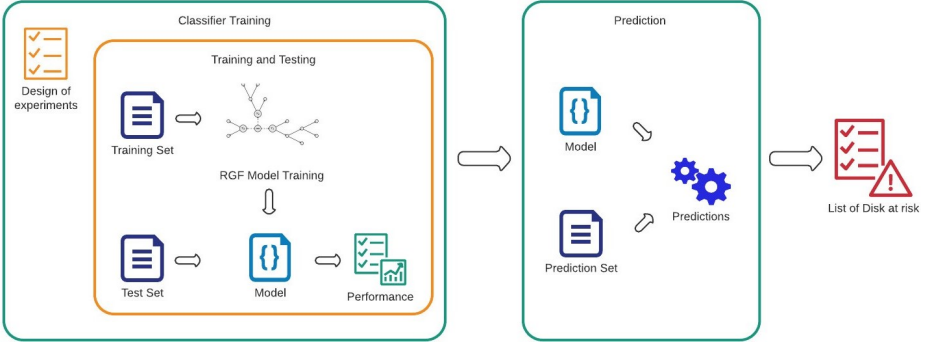 Classifier Training
Design of
experiments
Training and Testing
Training Set
RGF Model Training
Test Set
{}
Model
Performance
Prediction
{}
Model
Prediction Set
Predictions
!
List of Disk at risk